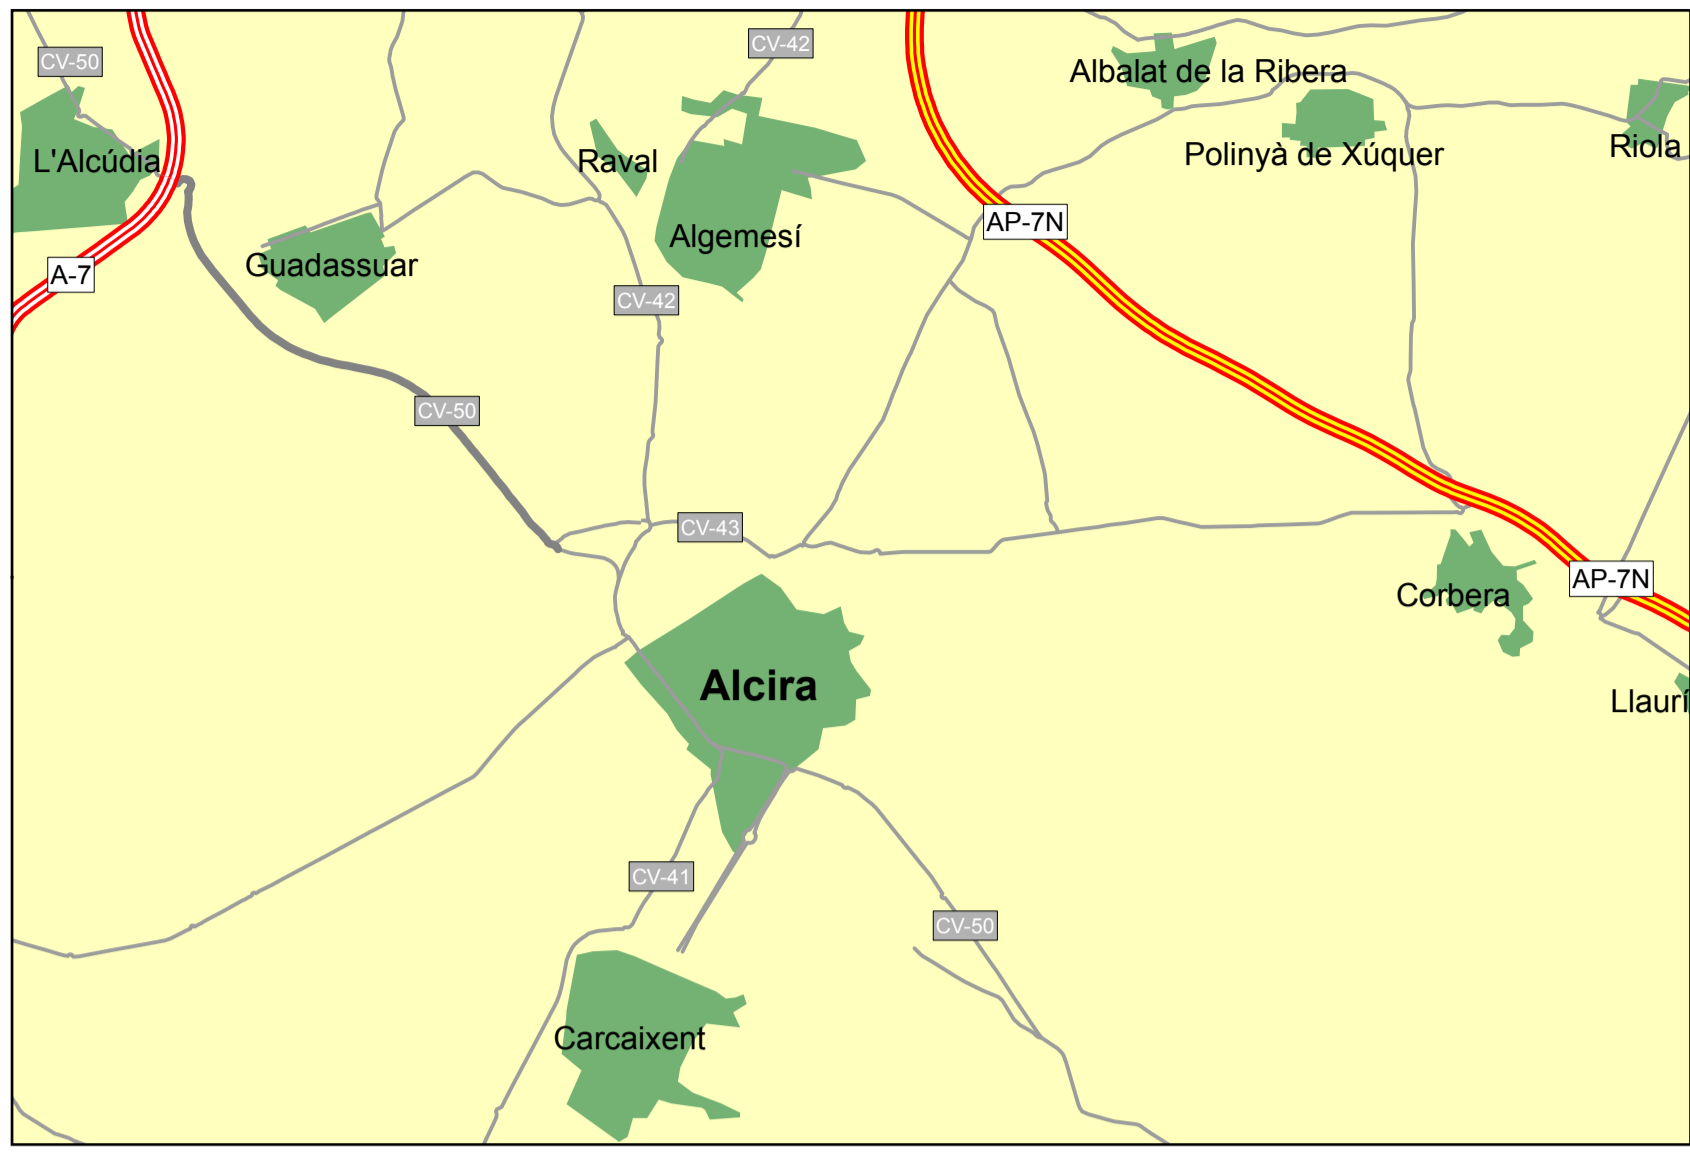 CV-42
CV-50
Albalat de la Ribera
Raval
L'Alcúdia
Polinyà de Xúquer
Riola
AP-7N
Algemesí
Guadassuar
A-7
CV-42
CV-50
CV-43
AP-7N
Corbera
Alcira
Llaurí
CV-41
CV-50
Carcaixent